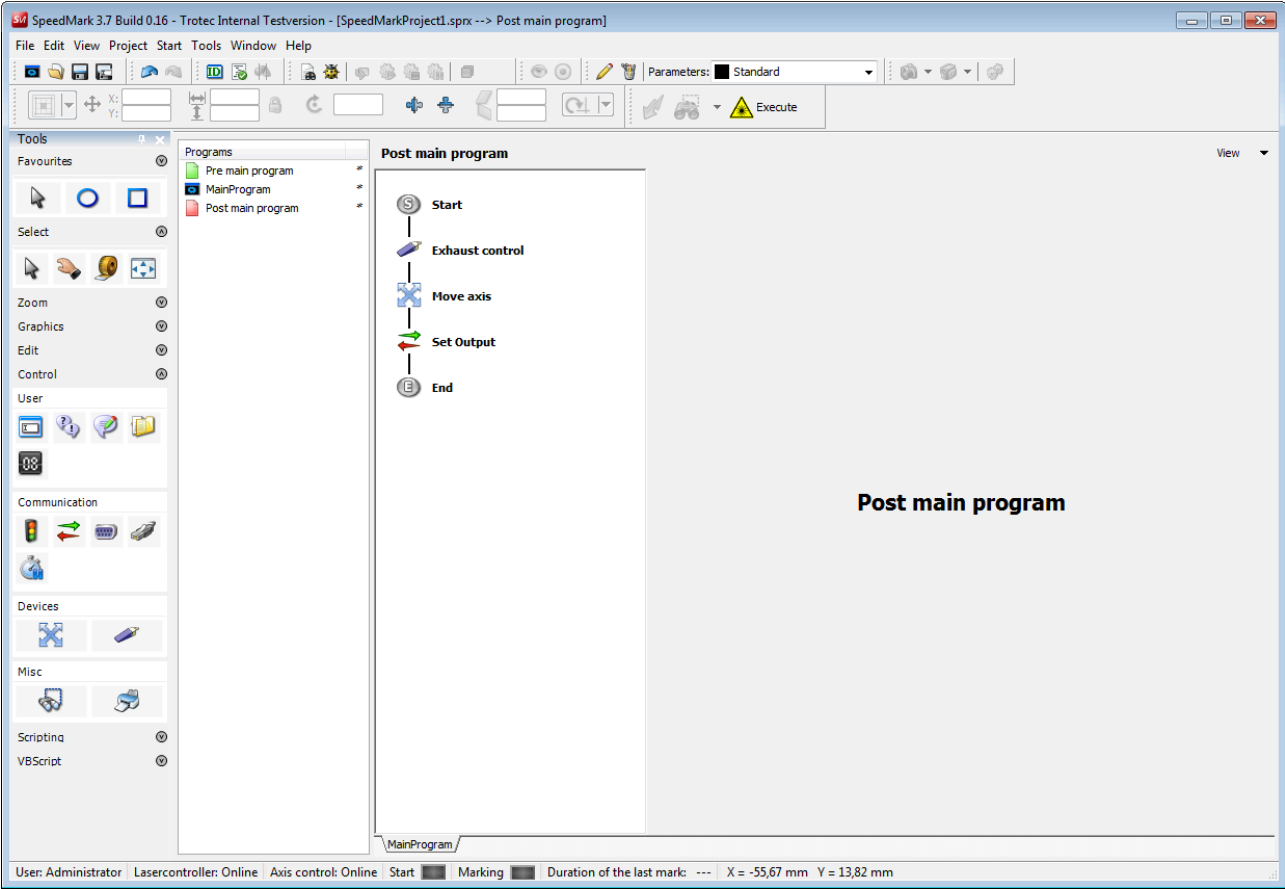 SpeedMark 3.7 Build 0.16 - Trotec Internal Testversion - [SpeedMarkProject1.sprx --> Post main program]
File Edit View Project Start Tools Window Help
ID
Parameters: Standard
X:
Y:
Execute
Tools
Favourites
Select
Zoom
Graphics
Edit
Control
User
08
Communication
Devices
Misc
Scripting
VBScript
Programs
Pre main program *
MainProgram *
Post main program *
Post main program
View
S Start
Exhaust control
Move axis
Set Output
E End
Post main program
MainProgram
User: Administrator Lasercontroller: Online Axis control: Online Start Marking Duration of the last mark: --- X = -55,67 mm Y = 13,82 mm